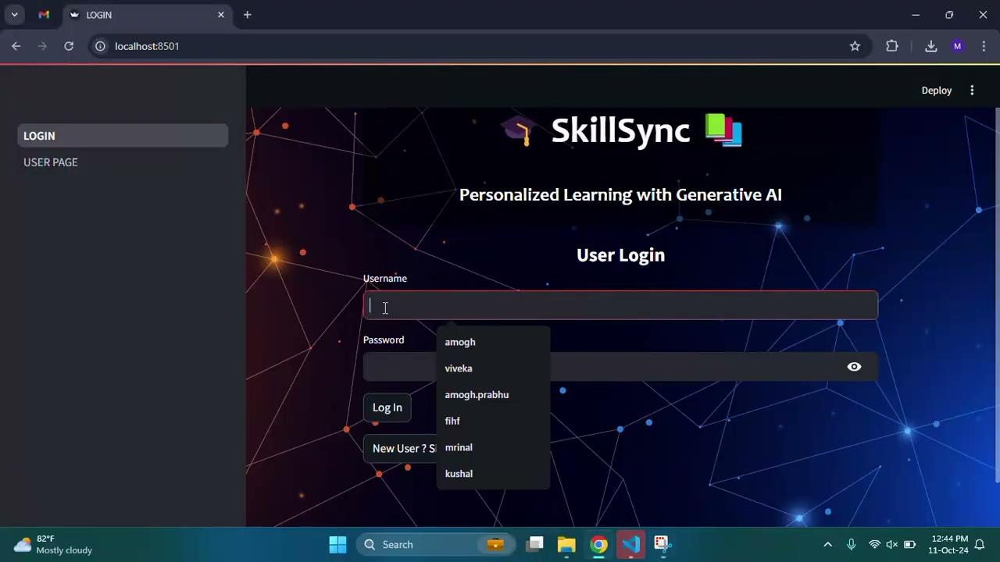 LOGIN
localhost:8501
M
Deploy
LOGIN
USER PAGE
SkillSync
Personalized Learning with Generative AI
User Login
Username
amogh
Password
viveka
amogh.prabhu
Log In
fihf
New User ? Si
mrinal
kushal
82°F
Mostly cloudy
Search
12:44 PM
11-Oct-24